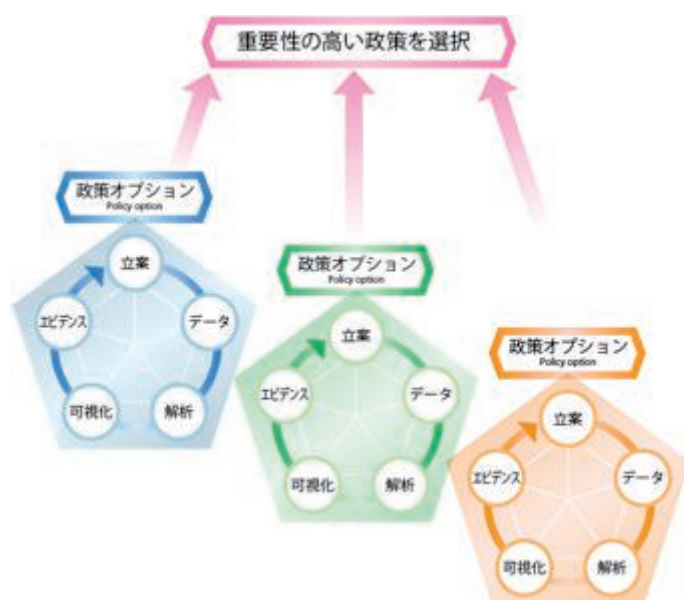 重要性の高い政策を選択
政策オプション
Policy option
立案
データ
解析
可視化
エビデンス
政策オプション
Policy option
立案
データ
解析
可視化
エビデンス
政策オプション
Policy option
立案
データ
解析
可視化
エビデンス